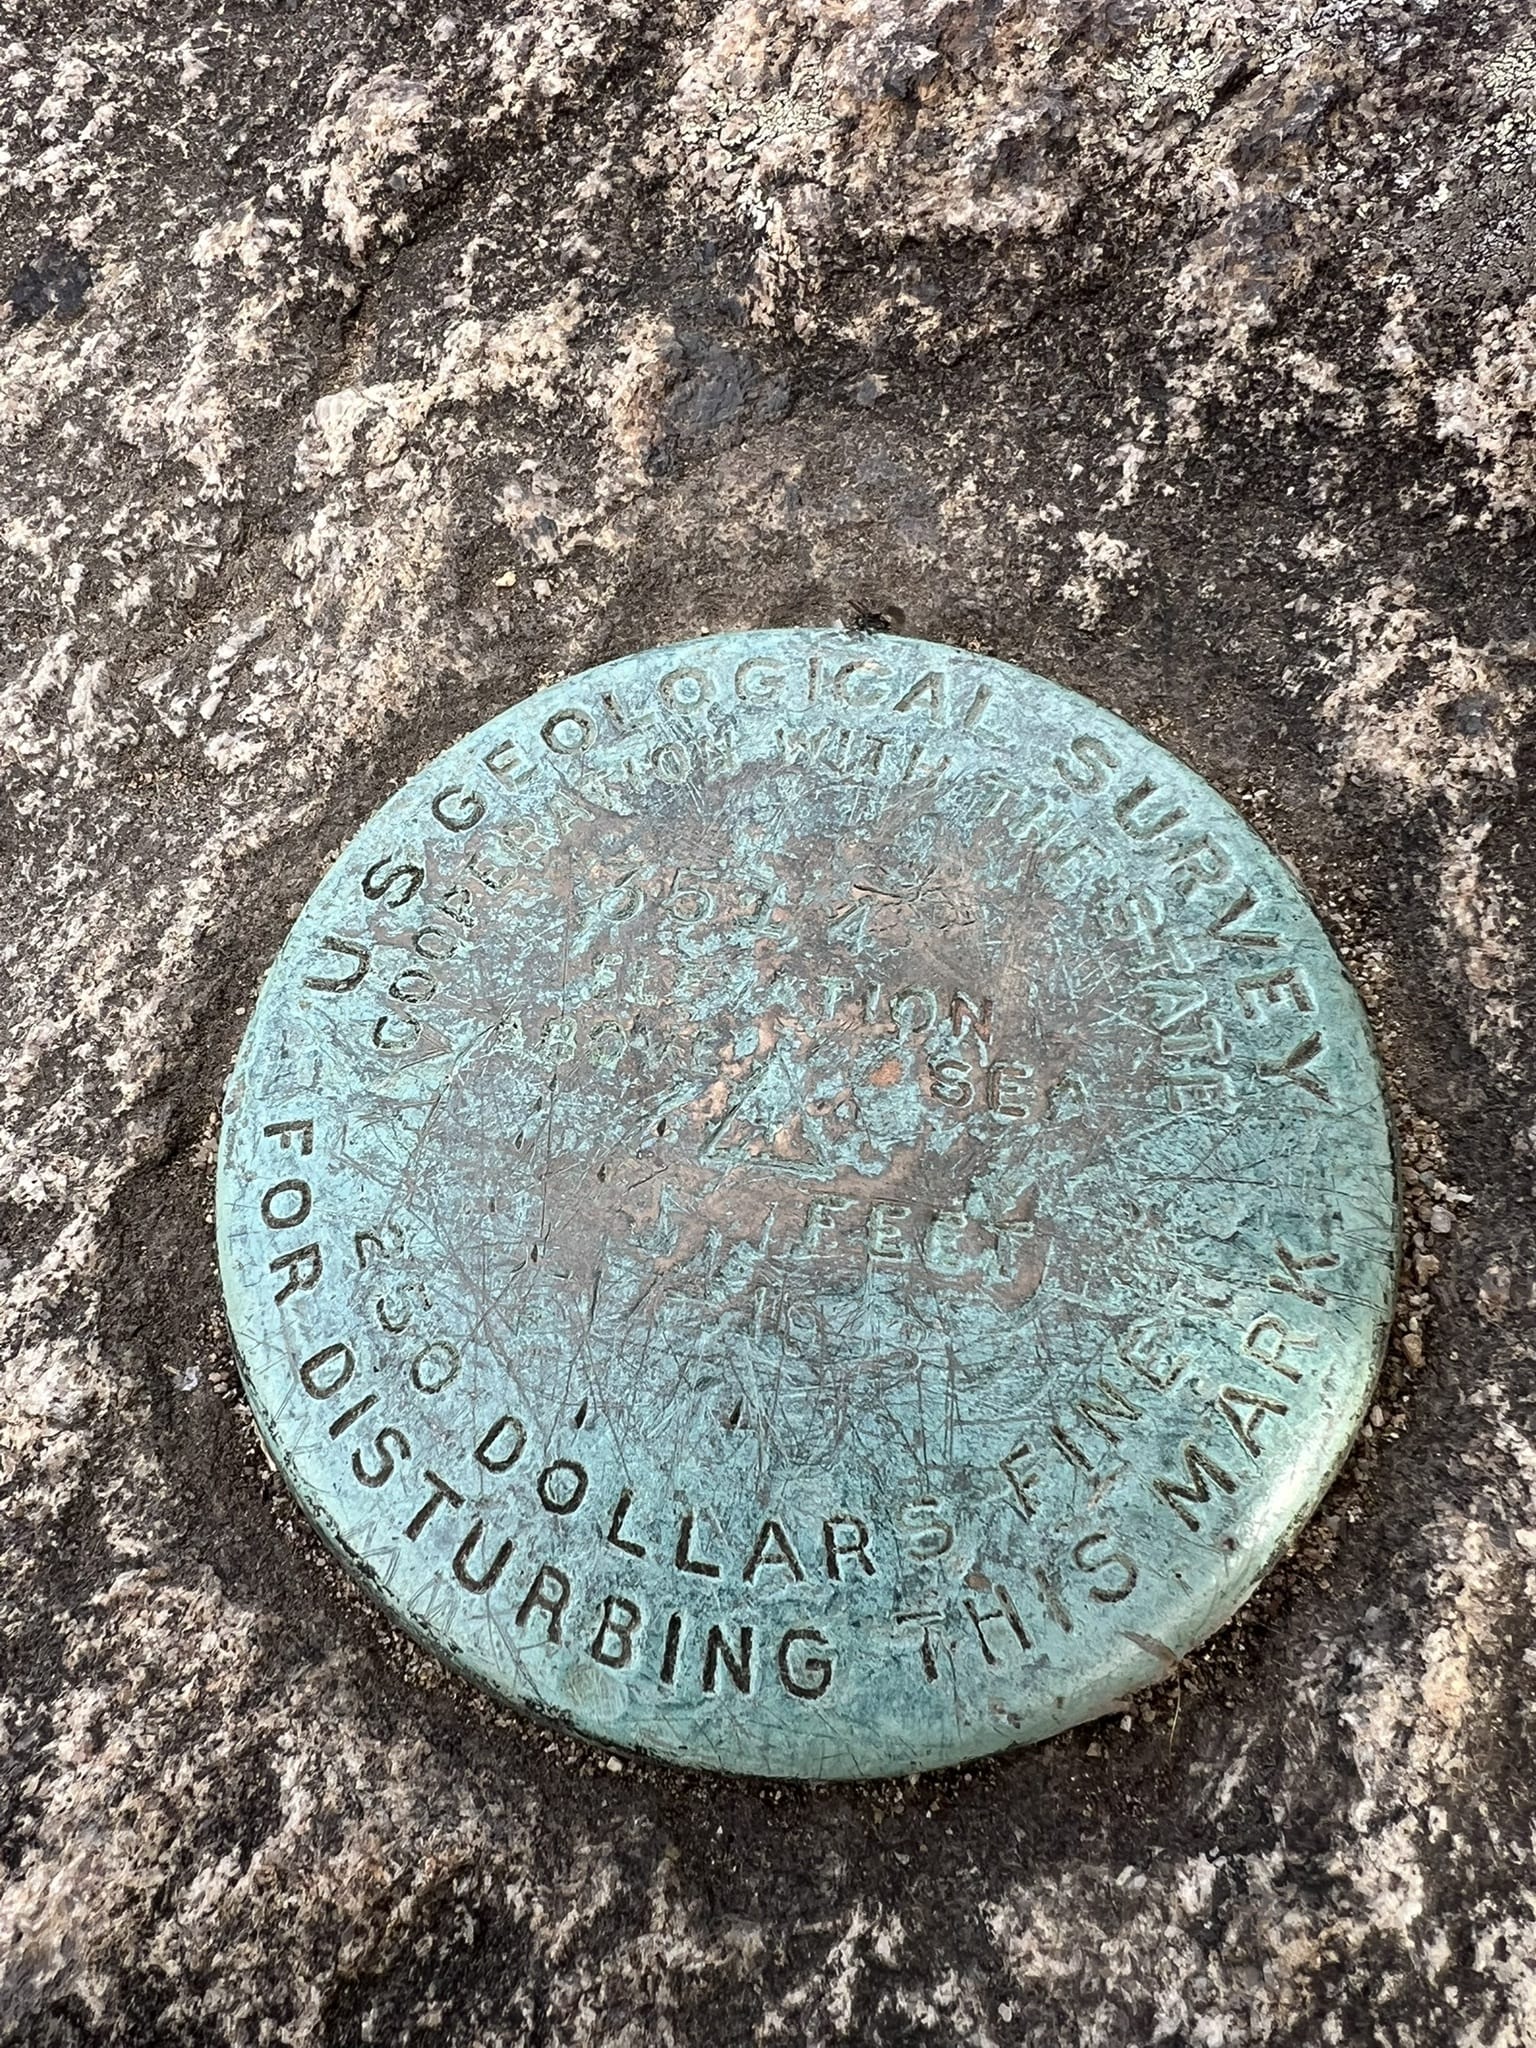 U S GEOLOGICAL SURVEY
COOPERATION WITH THE STATE
ELEVATION
ABOVE SEA
FEET
250 DOLLARS FINE
FOR DISTURBING THIS MARK